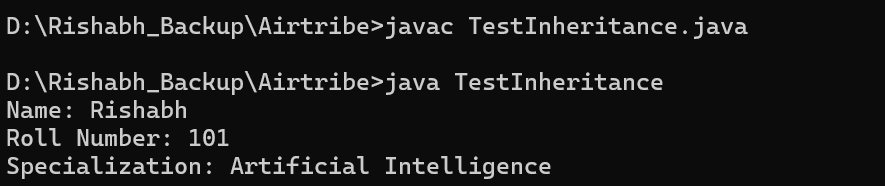 D:\Rishabh_Backup\Airtribe>javac TestInheritance.java
D:\Rishabh_Backup\Airtribe>java TestInheritance
Name: Rishabh
Roll Number: 101
Specialization: Artificial Intelligence